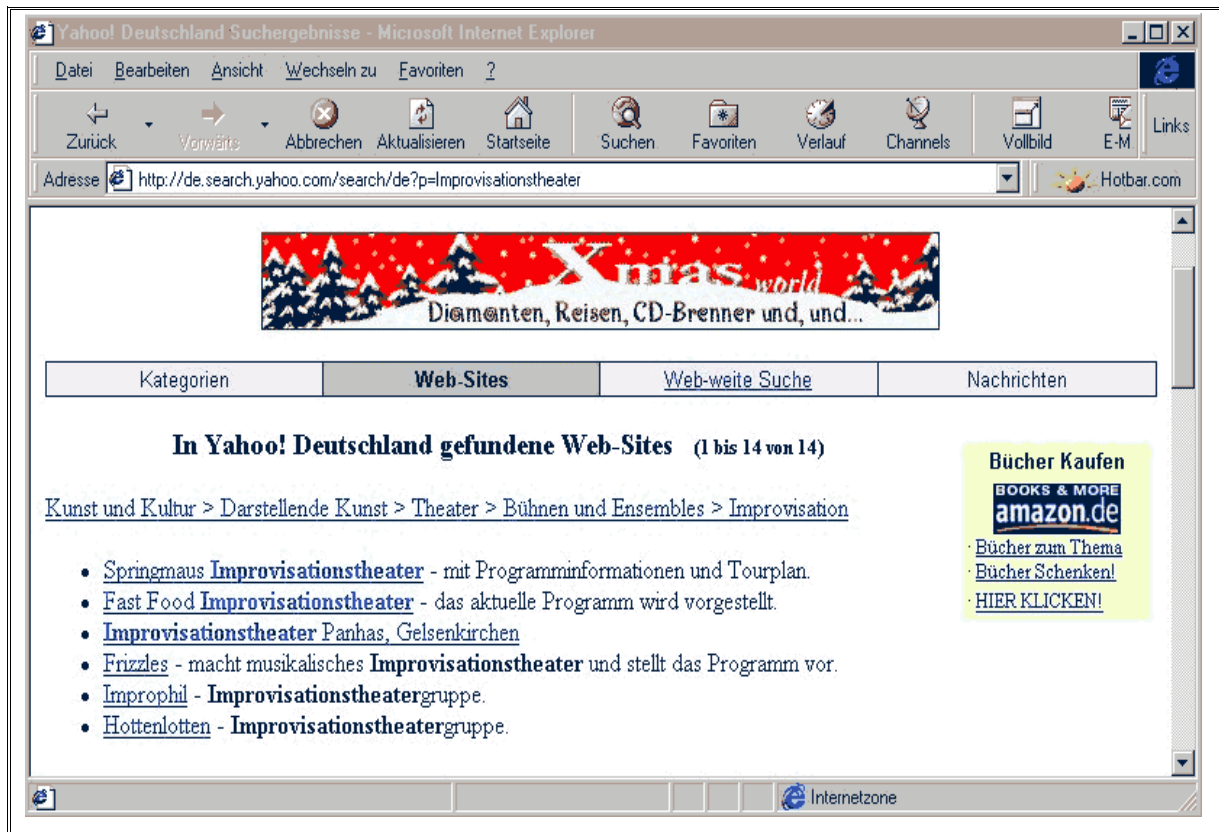 Yahoo! Deutschland Suchergebnisse - Microsoft Internet Explorer
Datei Bearbeiten Ansicht Wechseln zu Favoriten ?
Zurück Vorwärts Abbrechen Aktualisieren Startseite Suchen Favoriten Verlauf Channels Vollbild E-M Links
Adresse http://de.search.yahoo.com/search/de?p=Improvisationstheater Hotbar.com
Xmas world
Diamanten, Reisen, CD-Brenner und, und...
Kategorien Web-Sites Web-weite Suche Nachrichten
In Yahoo! Deutschland gefundene Web-Sites (1 bis 14 von 14)
Kunst und Kultur > Darstellende Kunst > Theater > Bühnen und Ensembles > Improvisation
• Springmaus Improvisationstheater - mit Programminformationen und Tourplan.
• Fast Food Improvisationstheater - das aktuelle Programm wird vorgestellt.
• Improvisationstheater Panhas, Gelsenkirchen
• Frizzles - macht musikalisches Improvisationstheater und stellt das Programm vor.
• Improphil - Improvisationstheatergruppe.
• Hottenlotten - Improvisationstheatergruppe.
Bücher Kaufen
BOOKS & MORE
amazon.de
· Bücher zum Thema
· Bücher Schenken!
· HIER KLICKEN!
Internetzone